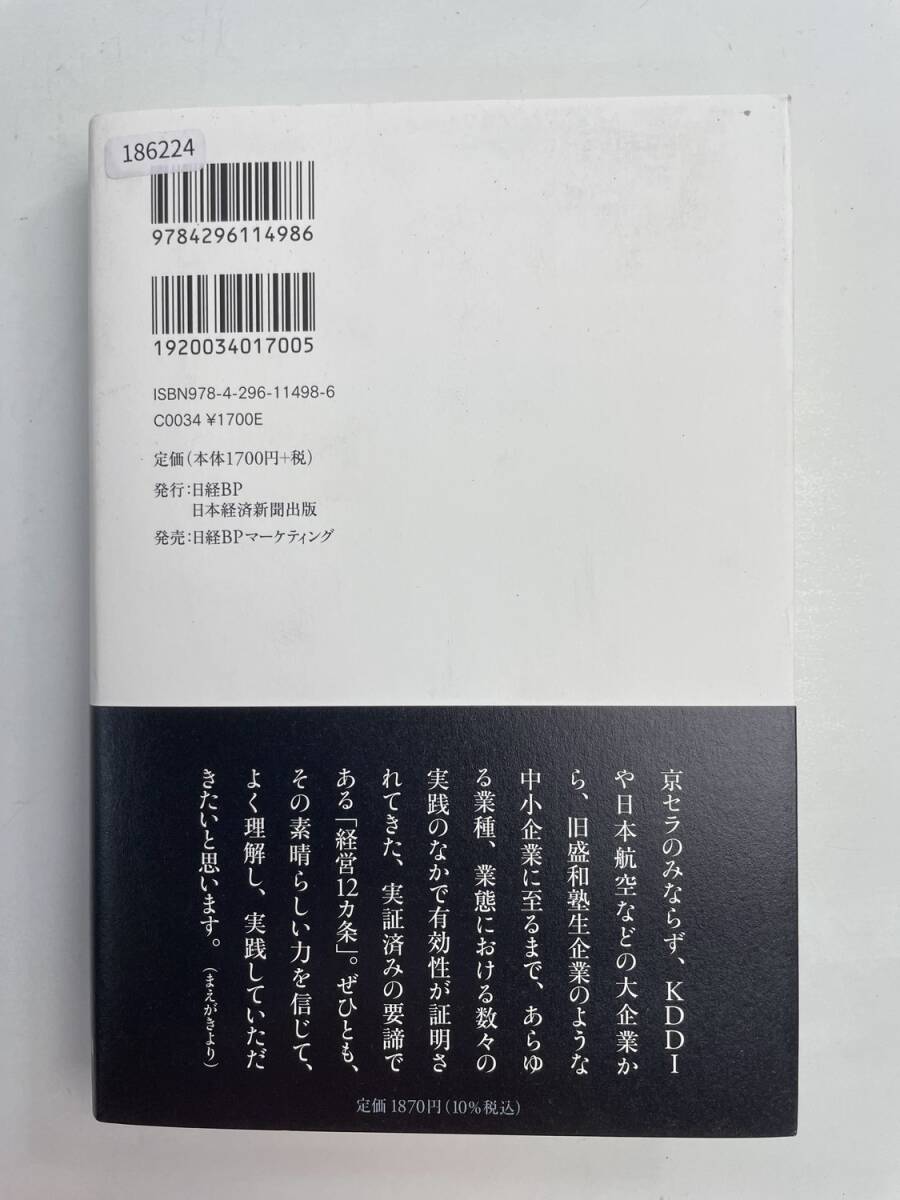 186224
9784296114986
1920034017005
ISBN978-4-296-11498-6
C0034 ¥1700E
定価（本体1700円+税）
発行：日経BP
日本経済新聞出版
発売：日経BPマーケティング
京セラのみならず、KDDI
や日本航空などの大企業か
ら、旧盛和塾生企業のような
中小企業に至るまで、あらゆ
る業種、業態における数々の
実践のなかで有効性が証明さ
れてきた、実証済みの要諦で
ある「経営12カ条」。ぜひとも、
その素晴らしい力を信じて、
よく理解し、実践していただ
きたいと思います。（まえがきより）
定価 1870円（10%税込）